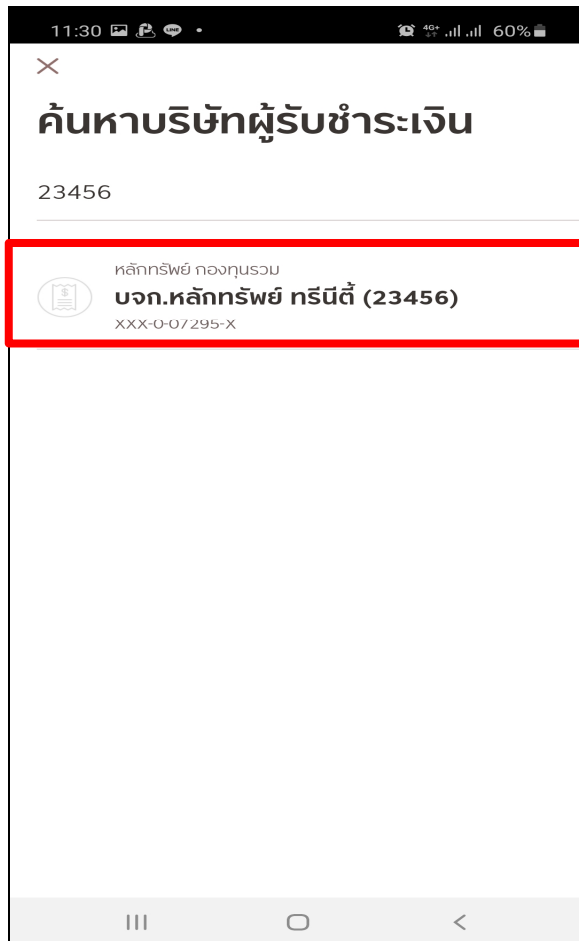 11:30 LINE 4G+ 60%
ค้นหาบริษัทผู้รับชำระเงิน
23456
หลักทรัพย์ กองทุนรวม
บจก.หลักทรัพย์ ทรีนีตี้ (23456)
XXX-0-07295-X